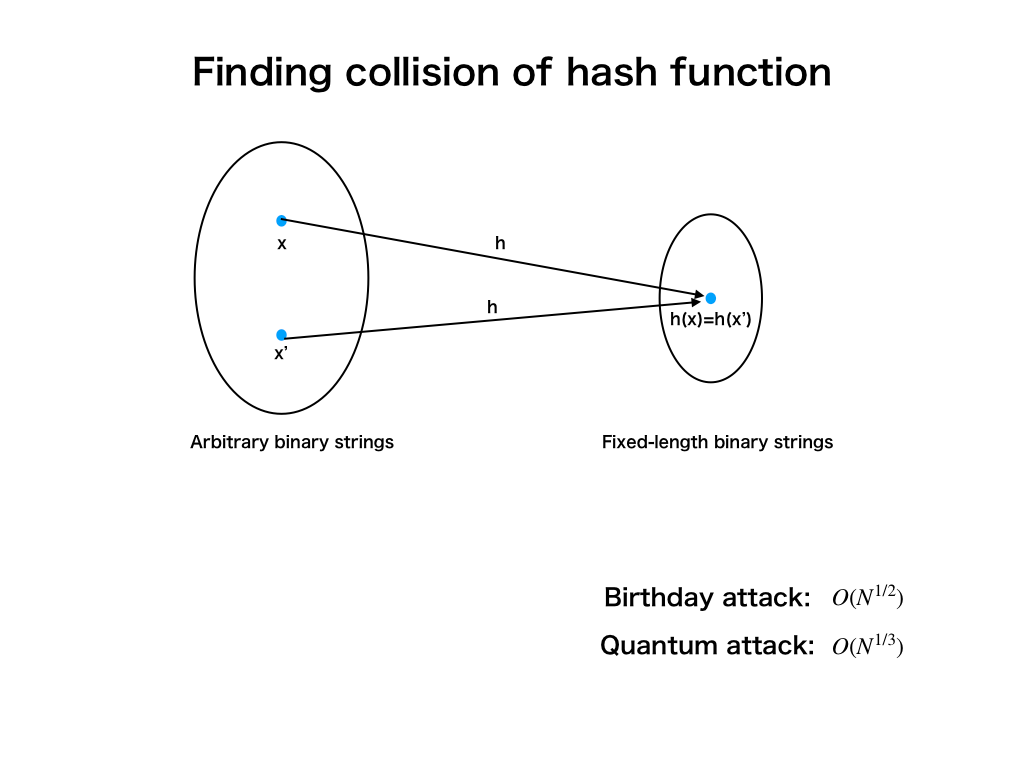 Finding collision of hash function
x
h
h
h(x)=h(x’)
x’
Arbitrary binary strings
Fixed-length binary strings
Birthday attack: O(N^{1/2})
Quantum attack: O(N^{1/3})